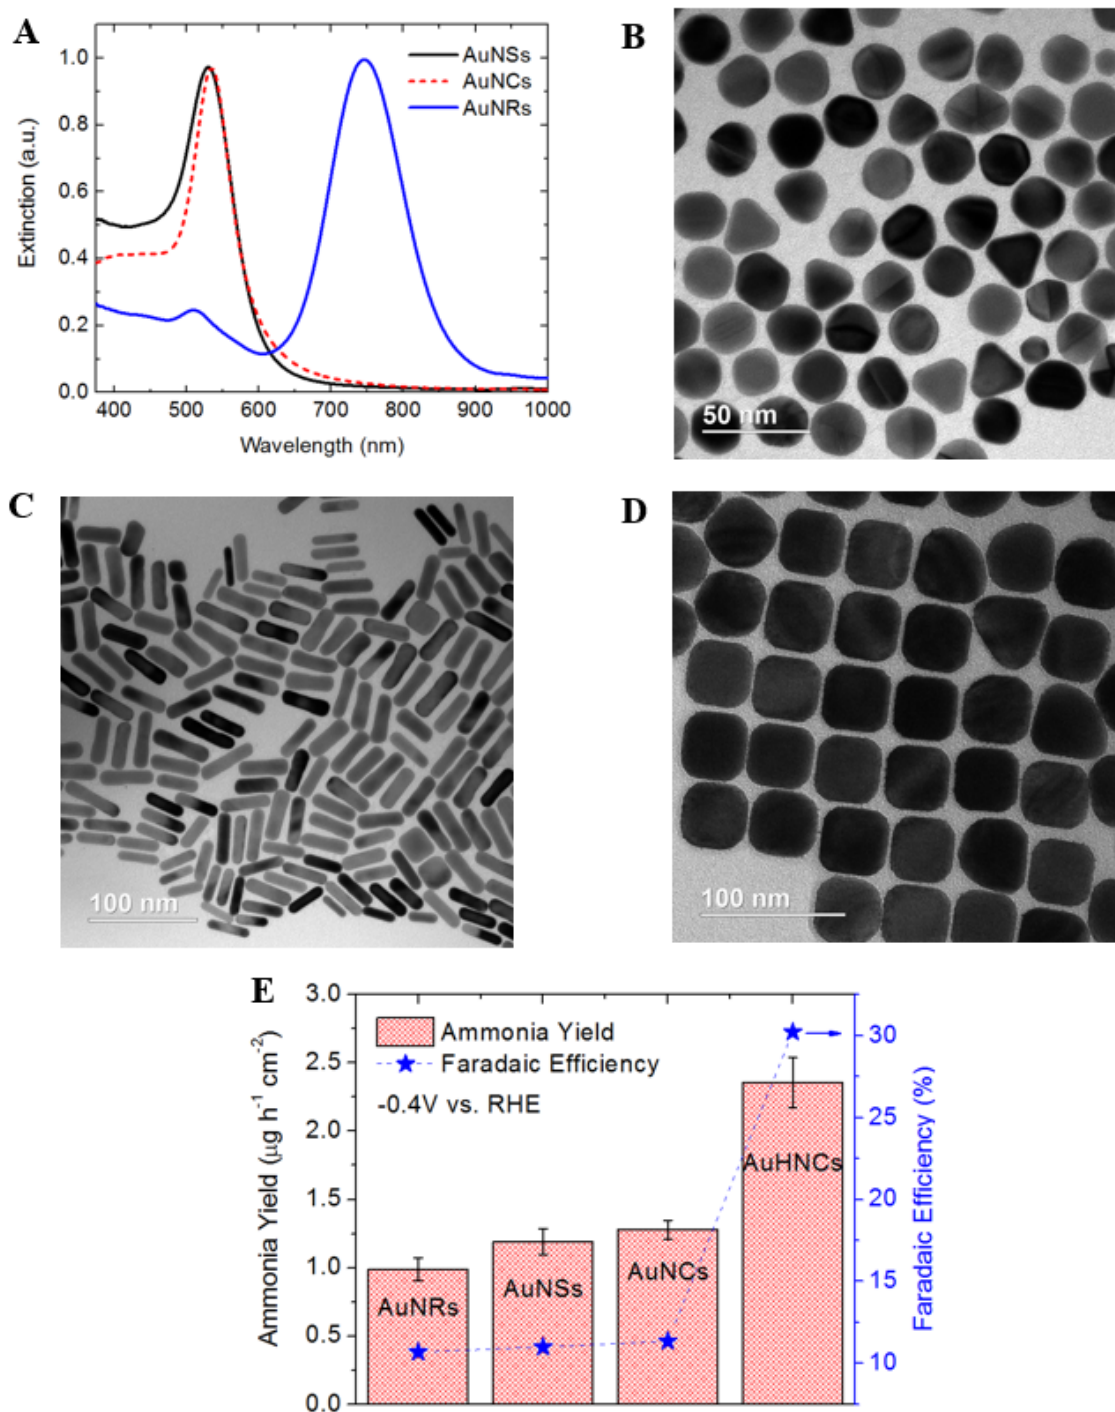 A
AuNSs
AuNCs
AuNRs
1.0
0.8
0.6
0.4
0.2
0.0
Extinction (a.u.)
400 500 600 700 800 900 1000
Wavelength (nm)
B
50 nm
C
100 nm
D
100 nm
E
3.0
2.5
2.0
1.5
1.0
0.5
0.0
Ammonia Yield (μg h⁻¹ cm⁻²)
Ammonia Yield
Faradaic Efficiency
-0.4V vs. RHE
AuNRs
AuNSs
AuNCs
AuHNCs
30
25
20
15
10
Faradaic Efficiency (%)